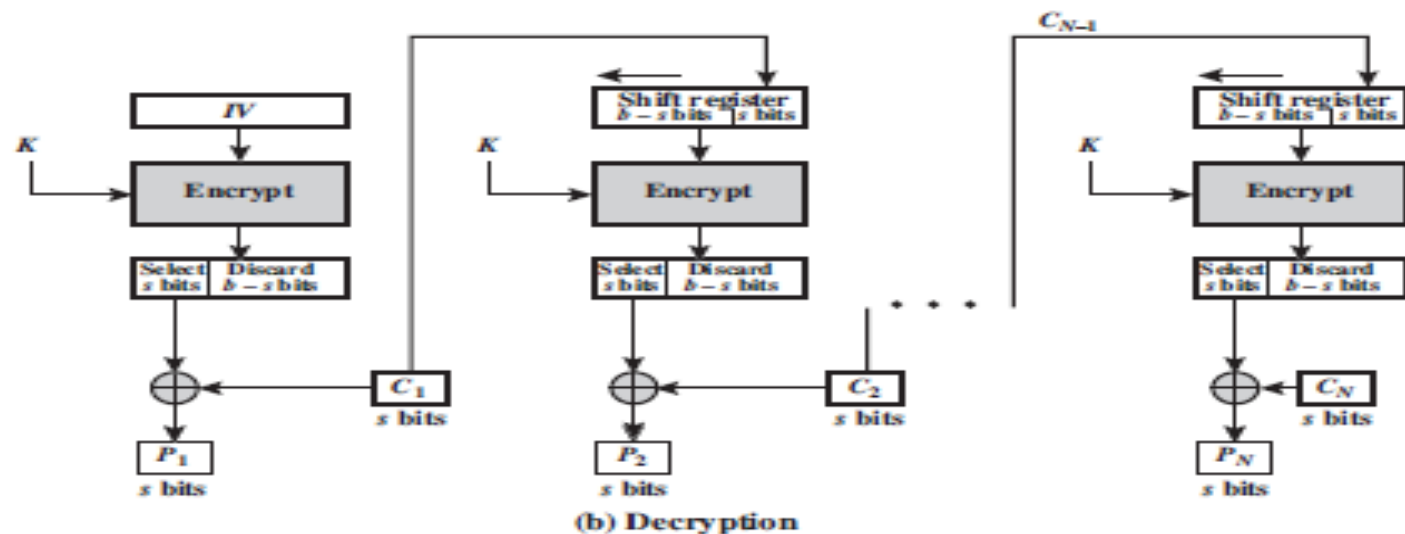 C_{N-1}
IV
Shift register
b – s bits | s bits
Shift register
b – s bits | s bits
K
K
K
Encrypt
Encrypt
Encrypt
Select
s bits
Discard
b – s bits
Select
s bits
Discard
b – s bits
Select
s bits
Discard
b – s bits
. . .
C_1
s bits
C_2
s bits
C_N
s bits
P_1
s bits
P_2
s bits
P_N
s bits
(b) Decryption